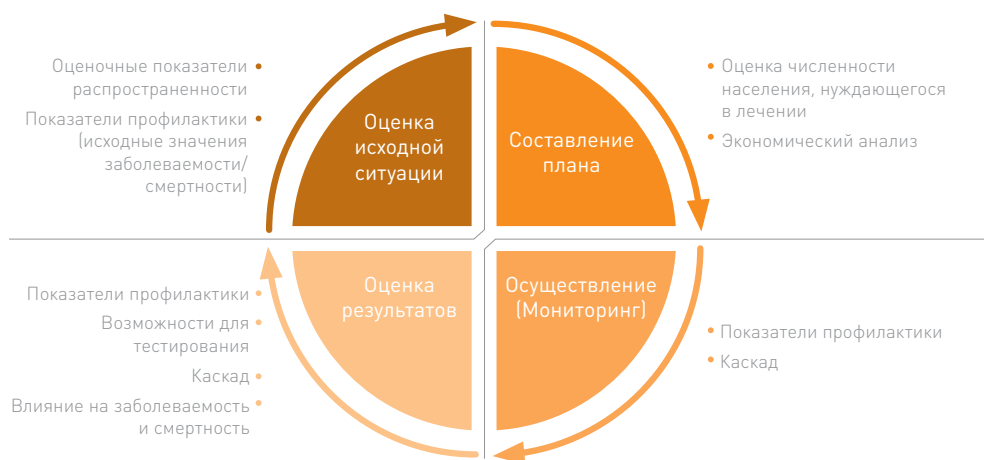 Оценочные показатели •
распространенности
Показатели профилактики •
(исходные значения
заболеваемости/
смертности)
Оценка
исходной
ситуации
Составление
плана
• Оценка численности
населения, нуждающегося
в лечении
• Экономический анализ
Показатели профилактики •
Возможности для •
тестирования
Каскад •
Влияние на заболеваемость •
и смертность
Оценка
результатов
Осуществление
(Мониторинг)
• Показатели профилактики
• Каскад